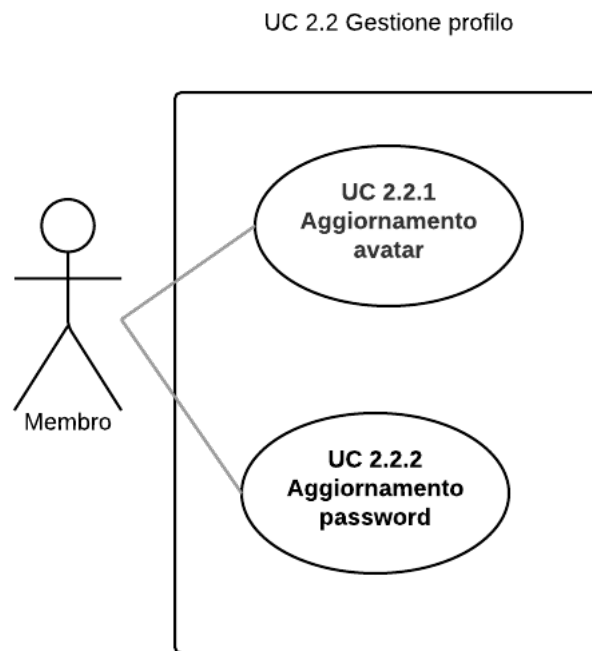 UC 2.2 Gestione profilo
UC 2.2.1
Aggiornamento
avatar
Membro
UC 2.2.2
Aggiornamento
password